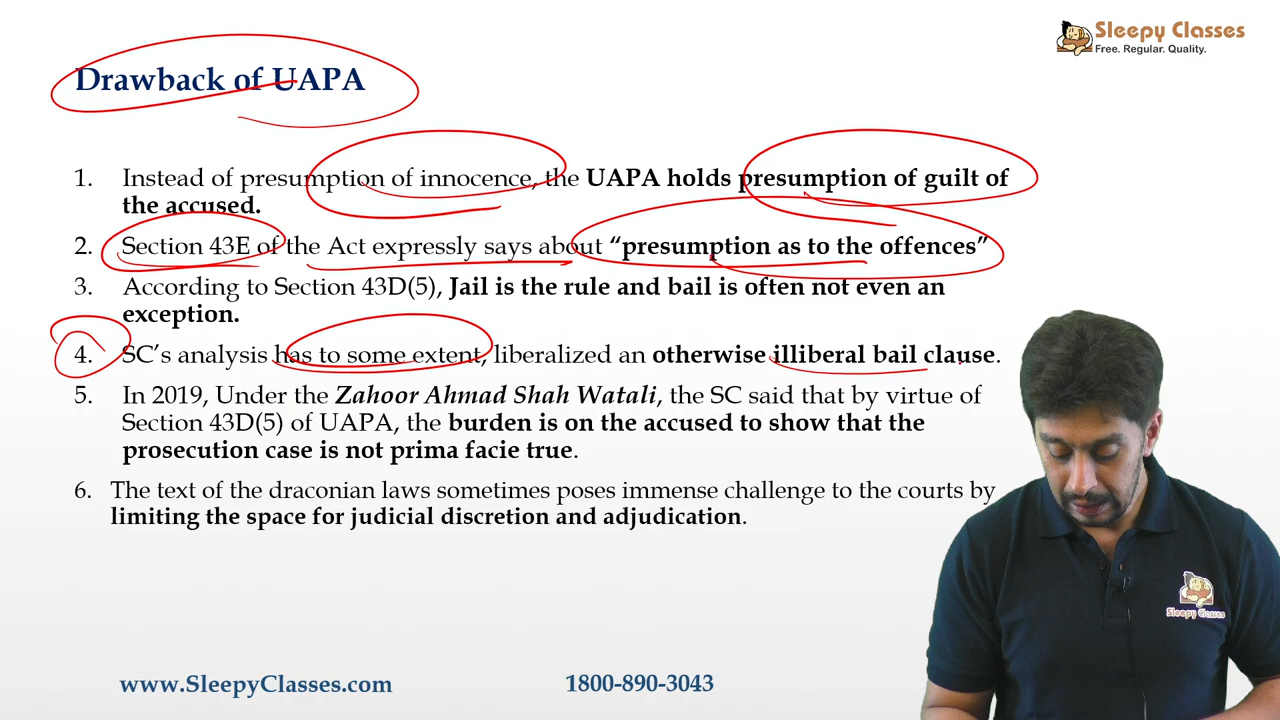 Sleepy Classes
Free. Regular. Quality.
Drawback of UAPA
1. Instead of presumption of innocence, the UAPA holds presumption of guilt of
the accused.
2. Section 43E of the Act expressly says about “presumption as to the offences”
3. According to Section 43D(5), Jail is the rule and bail is often not even an
exception.
4. SC’s analysis has to some extent, liberalized an otherwise illiberal bail clause.
5. In 2019, Under the Zahoor Ahmad Shah Watali, the SC said that by virtue of
Section 43D(5) of UAPA, the burden is on the accused to show that the
prosecution case is not prima facie true.
6. The text of the draconian laws sometimes poses immense challenge to the courts by
limiting the space for judicial discretion and adjudication.
Sleepy Classes
www.SleepyClasses.com
1800-890-3043